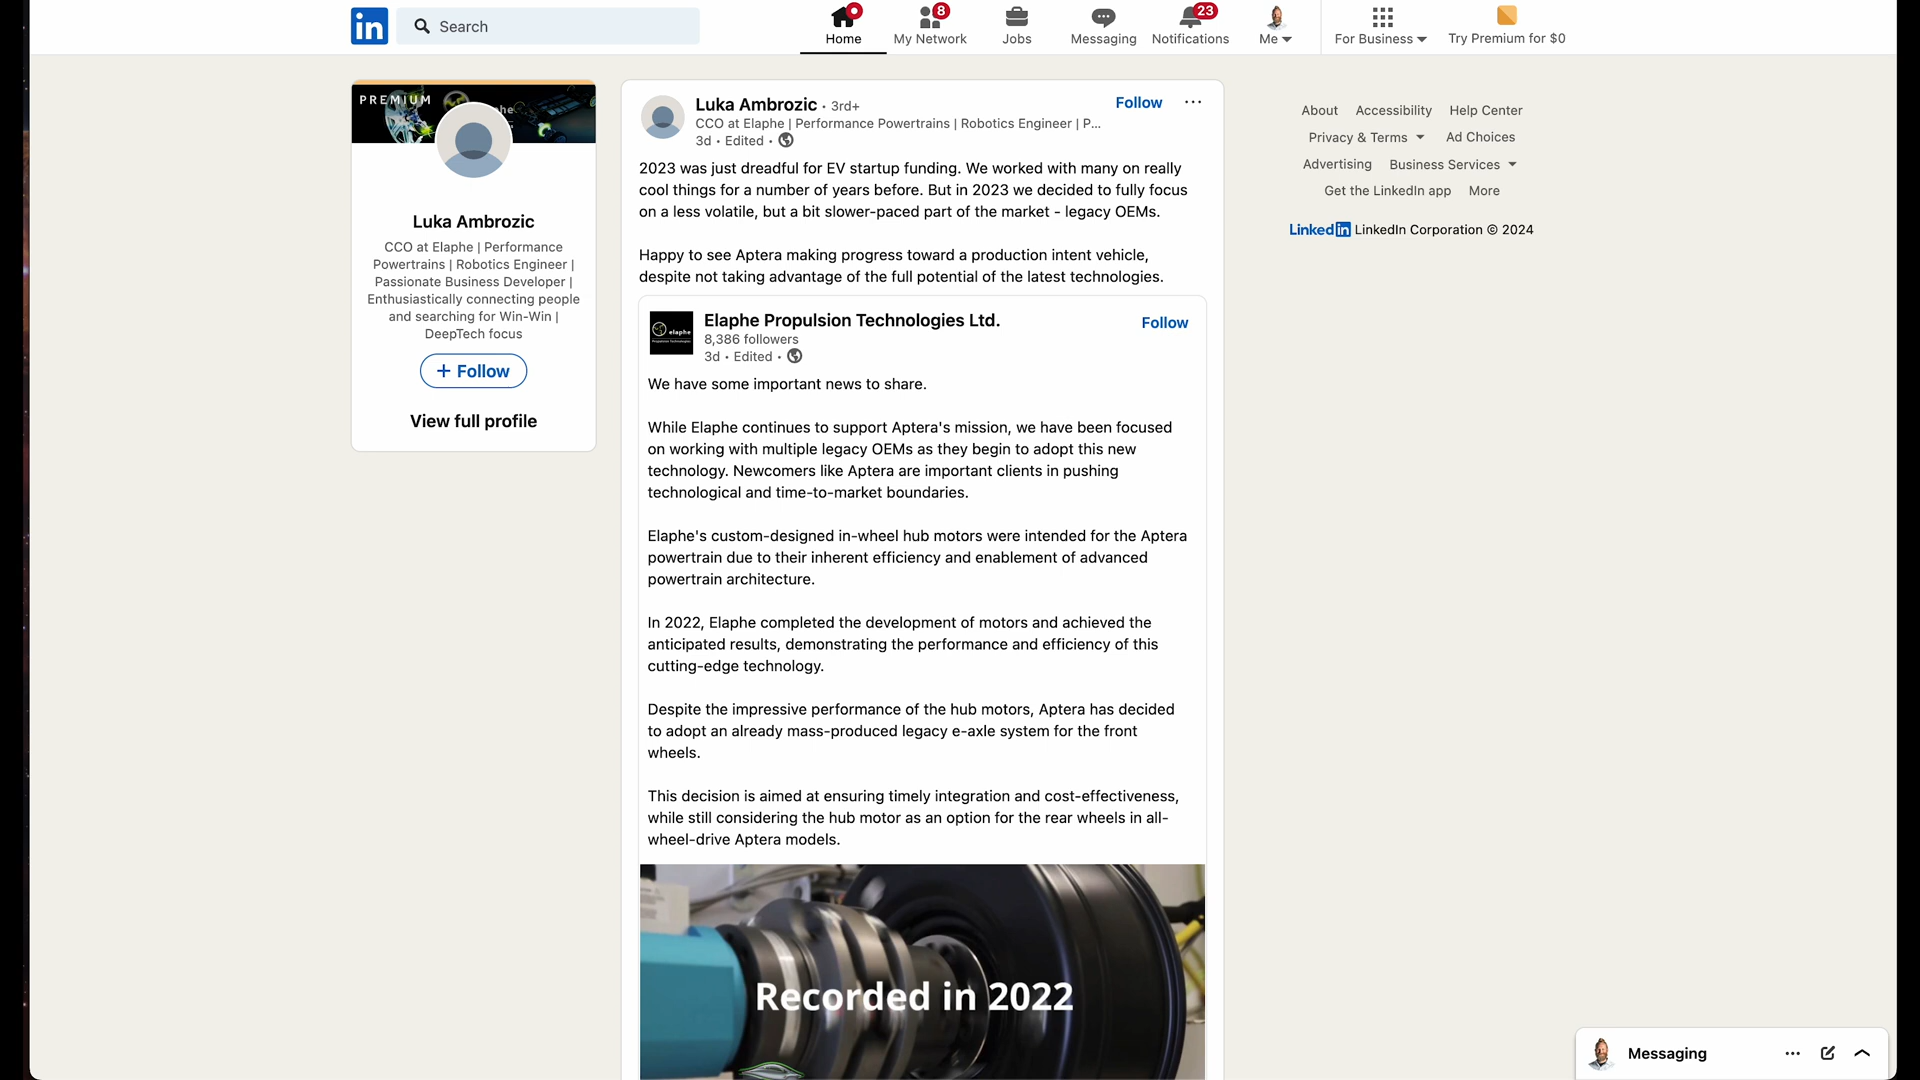 in
Search
Home
8
My Network
Jobs
Messaging
23
Notifications
Me
For Business
Try Premium for $0
PREMIUM
Luka Ambrozic
CCO at Elaphe | Performance
Powertrains | Robotics Engineer |
Passionate Business Developer |
Enthusiastically connecting people
and searching for Win-Win |
DeepTech focus
+ Follow
View full profile
Luka Ambrozic • 3rd+
Follow
CCO at Elaphe | Performance Powertrains | Robotics Engineer | P...
3d • Edited •
2023 was just dreadful for EV startup funding. We worked with many on really
cool things for a number of years before. But in 2023 we decided to fully focus
on a less volatile, but a bit slower-paced part of the market - legacy OEMs.
Happy to see Aptera making progress toward a production intent vehicle,
despite not taking advantage of the full potential of the latest technologies.
elaphe
Elaphe Propulsion Technologies Ltd.
Follow
8,386 followers
3d • Edited •
We have some important news to share.
While Elaphe continues to support Aptera's mission, we have been focused
on working with multiple legacy OEMs as they begin to adopt this new
technology. Newcomers like Aptera are important clients in pushing
technological and time-to-market boundaries.
Elaphe's custom-designed in-wheel hub motors were intended for the Aptera
powertrain due to their inherent efficiency and enablement of advanced
powertrain architecture.
In 2022, Elaphe completed the development of motors and achieved the
anticipated results, demonstrating the performance and efficiency of this
cutting-edge technology.
Despite the impressive performance of the hub motors, Aptera has decided
to adopt an already mass-produced legacy e-axle system for the front
wheels.
This decision is aimed at ensuring timely integration and cost-effectiveness,
while still considering the hub motor as an option for the rear wheels in all-
wheel-drive Aptera models.
Recorded in 2022
About Accessibility Help Center
Privacy & Terms Ad Choices
Advertising Business Services
Get the LinkedIn app More
LinkedIn LinkedIn Corporation © 2024
Messaging